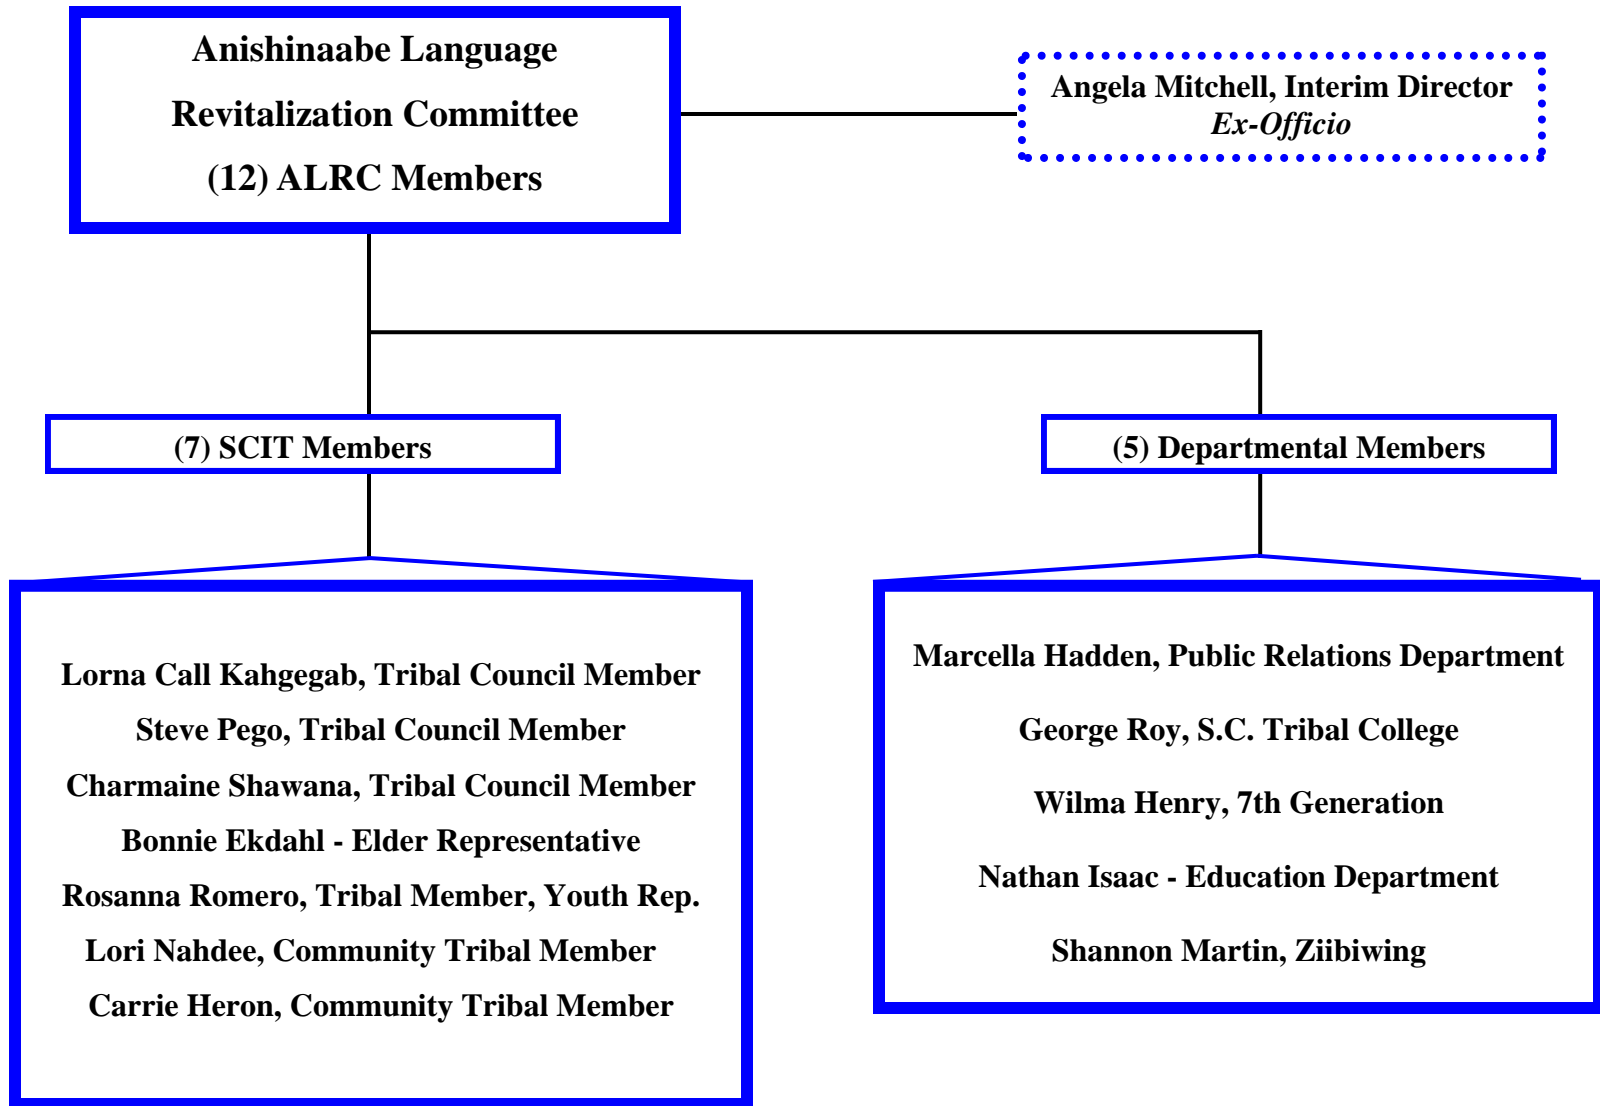 Anishinaabe Language
Revitalization Committee
(12) ALRC Members
Angela Mitchell, Interim Director
Ex-Officio
(7) SCIT Members
(5) Departmental Members
Lorna Call Kahgegab, Tribal Council Member
Steve Pego, Tribal Council Member
Charmaine Shawana, Tribal Council Member
Bonnie Ekdahl - Elder Representative
Rosanna Romero, Tribal Member, Youth Rep.
Lori Nahdee, Community Tribal Member
Carrie Heron, Community Tribal Member
Marcella Hadden, Public Relations Department
George Roy, S.C. Tribal College
Wilma Henry, 7th Generation
Nathan Isaac - Education Department
Shannon Martin, Ziibiwing